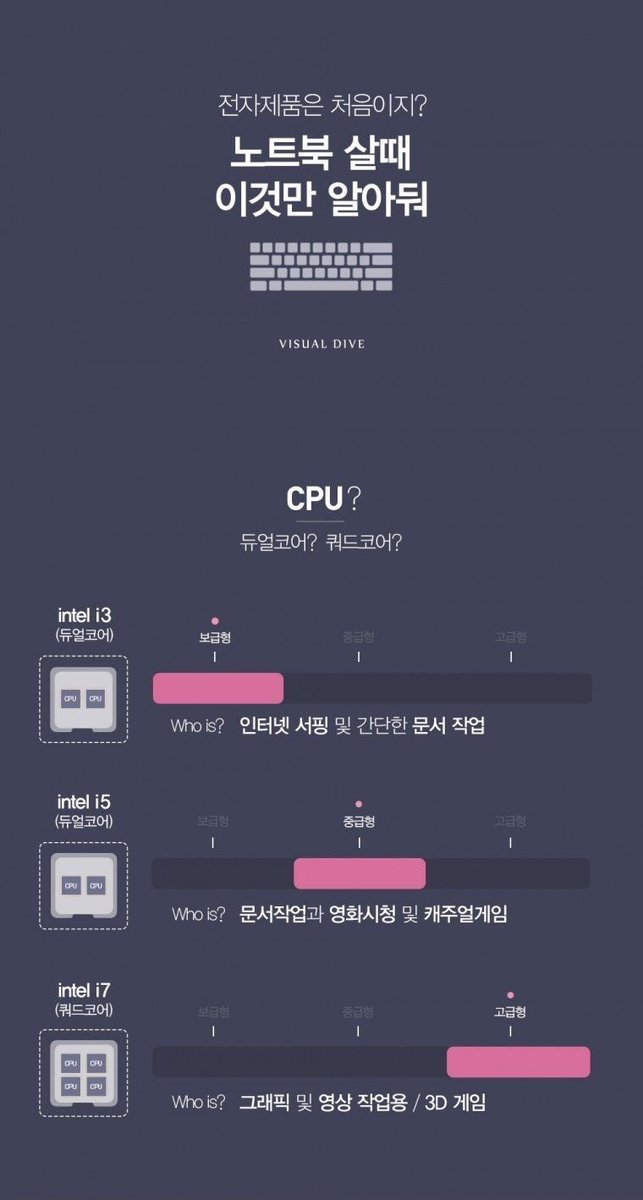 전자제품은 처음이지?
노트북 살때
이것만 알아둬
VISUAL DIVE
CPU?
듀얼코어? 쿼드코어?
intel i3
(듀얼코어)
보급형 중급형 고급형
CPU CPU
Who is? 인터넷 서핑 및 간단한 문서 작업
intel i5
(듀얼코어)
보급형 중급형 고급형
CPU CPU
Who is? 문서작업과 영화시청 및 캐주얼게임
intel i7
(쿼드코어)
보급형 중급형 고급형
CPU CPU
CPU CPU
Who is? 그래픽 및 영상 작업용 / 3D 게임